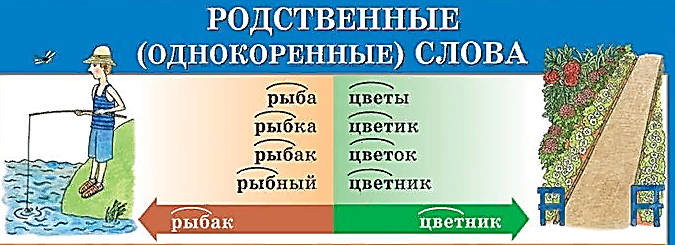 РОДСТВЕННЫЕ
(ОДНОКОРЕННЫЕ) СЛОВА
рыба
рыбка
рыбак
рыбный
цветы
цветик
цветок
цветник
рыбак
цветник